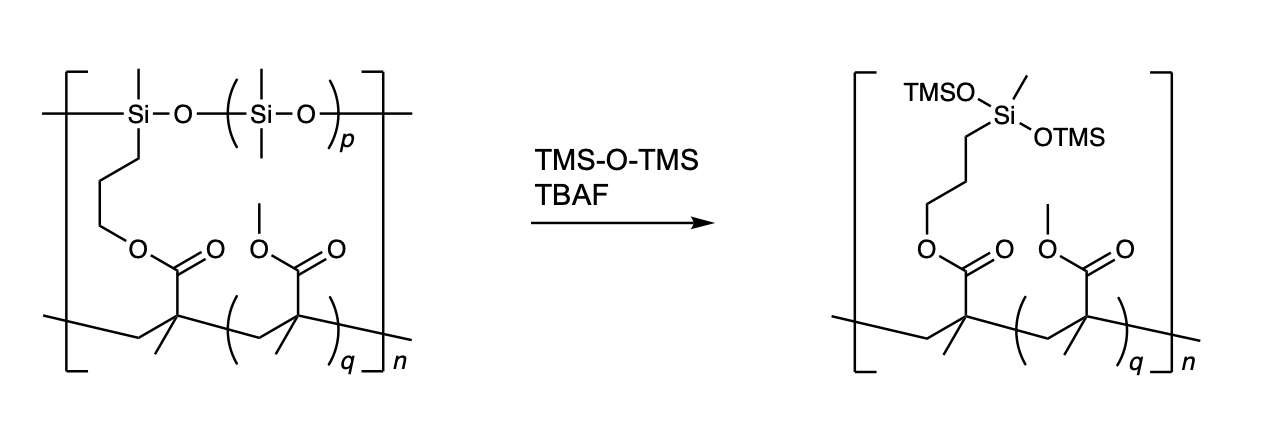 Si O Si O p
O O O O
q n
TMS-O-TMS
TBAF
TMSO Si OTMS
O O O O
q n